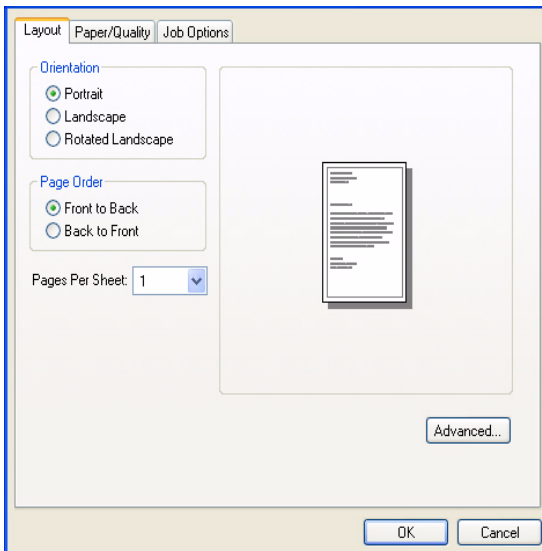 Layout Paper/Quality Job Options
Orientation
Portrait
Landscape
Rotated Landscape
Page Order
Front to Back
Back to Front
Pages Per Sheet: 1
Advanced...
OK Cancel